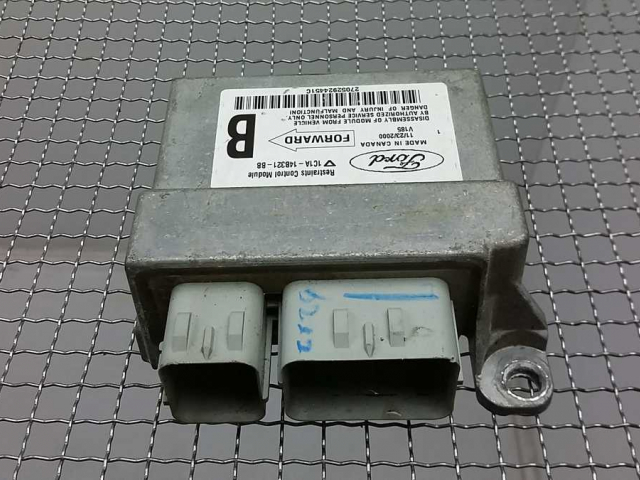 Ford
MADE IN CANADA
11/23/2000
V185
1
FORWARD
B
Restraints Control Module
1C1A - 14B321 - BB
DISASSEMBLY OF MODULE FROM VEHICLE
BY AUTHORIZED SERVICE PERSONNEL ONLY
DANGER OF INJURY AND MALFUNCTION!
27052924451C